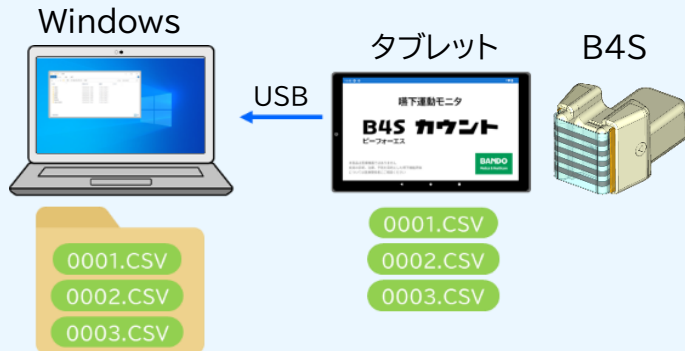 Windows
タブレット
B4S
USB
嚥下運動モニタ
B4S カウント
ビーフォーエス
BANDO
0001.CSV
0002.CSV
0003.CSV
0001.CSV
0002.CSV
0003.CSV